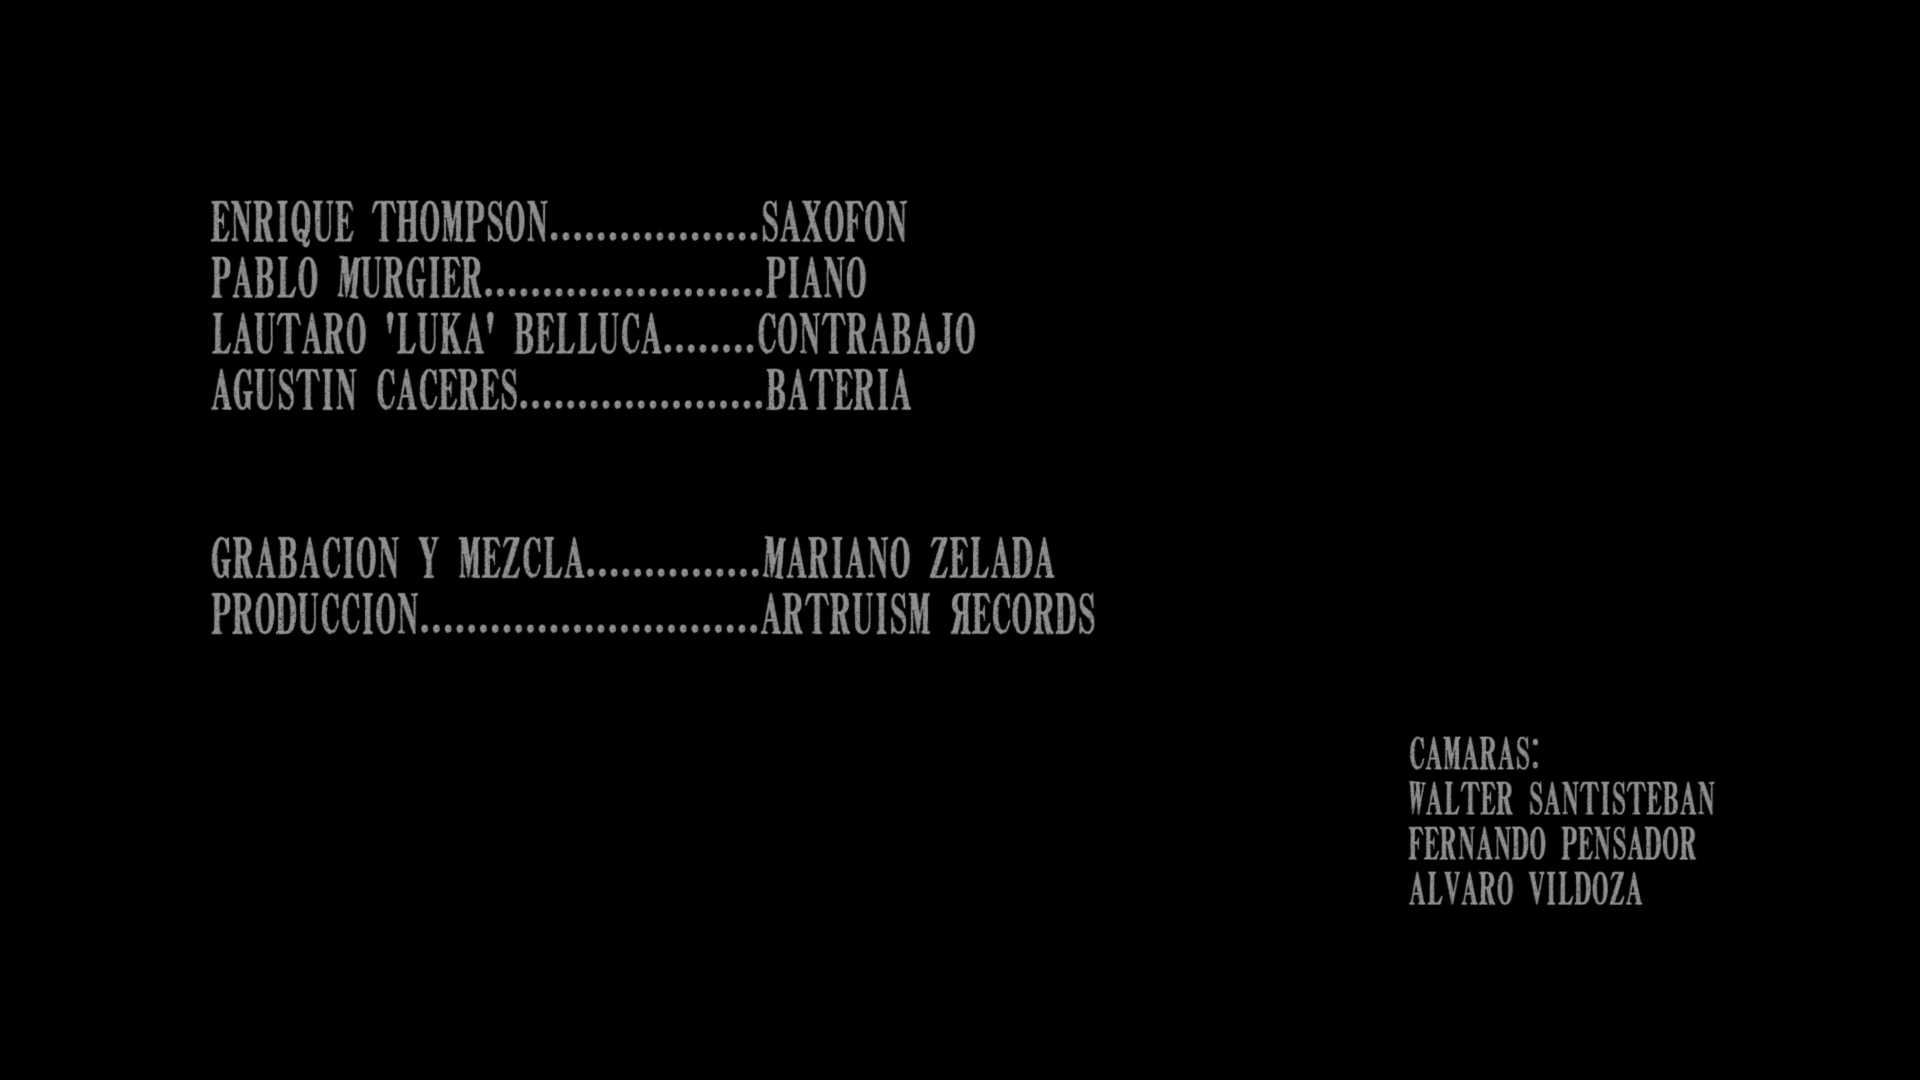 ENRIQUE THOMPSON..................SAXOFON
PABLO MURGIER........................PIANO
LAUTARO 'LUKA' BELLUCA........CONTRABAJO
AGUSTIN CACERES.....................BATERIA
GRABACION Y MEZCLA...............MARIANO ZELADA
PRODUCCION.............................ARTRUISM ЯECORDS
CAMARAS:
WALTER SANTISTEBAN
FERNANDO PENSADOR
ALVARO VILDOZA